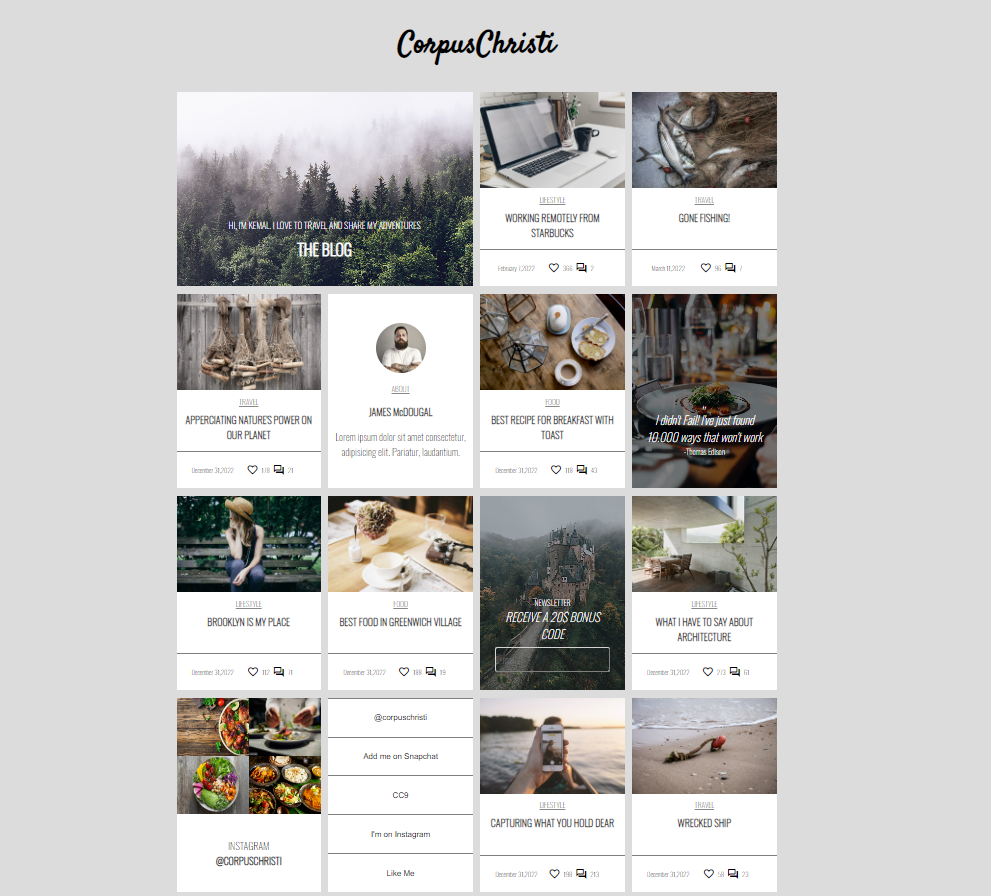 CorpusChristi
HI, I'M KEMAL. I LOVE TO TRAVEL AND SHARE MY ADVENTURES
THE BLOG
LIFESTYLE
WORKING REMOTELY FROM
STARBUCKS
February 7,2022 366 2
TRAVEL
GONE FISHING!
March 11,2022 96 7
TRAVEL
APPERCIATING NATURE'S POWER ON
OUR PLANET
December 31,2022 178 21
ABOUT
JAMES McDOUGAL
Lorem ipsum dolor sit amet consectetur,
adipisicing elit. Pariatur, laudantium.
FOOD
BEST RECIPE FOR BREAKFAST WITH
TOAST
December 31,2022 118 43
"
I didn't Fail! I've just found
10.000 ways that won't work
-Thomas Edison
LIFESTYLE
BROOKLYN IS MY PLACE
December 31,2022 112 71
FOOD
BEST FOOD IN GREENWICH VILLAGE
December 31,2022 188 19
NEWSLETTER
RECEIVE A 20$ BONUS
CODE
LIFESTYLE
WHAT I HAVE TO SAY ABOUT
ARCHITECTURE
December 31,2022 273 61
INSTAGRAM
@CORPUSCHRISTI
@corpuschristi
Add me on Snapchat
CC9
I'm on Instagram
Like Me
LIFESTYLE
CAPTURING WHAT YOU HOLD DEAR
December 31,2022 198 213
TRAVEL
WRECKED SHIP
December 31,2022 58 23